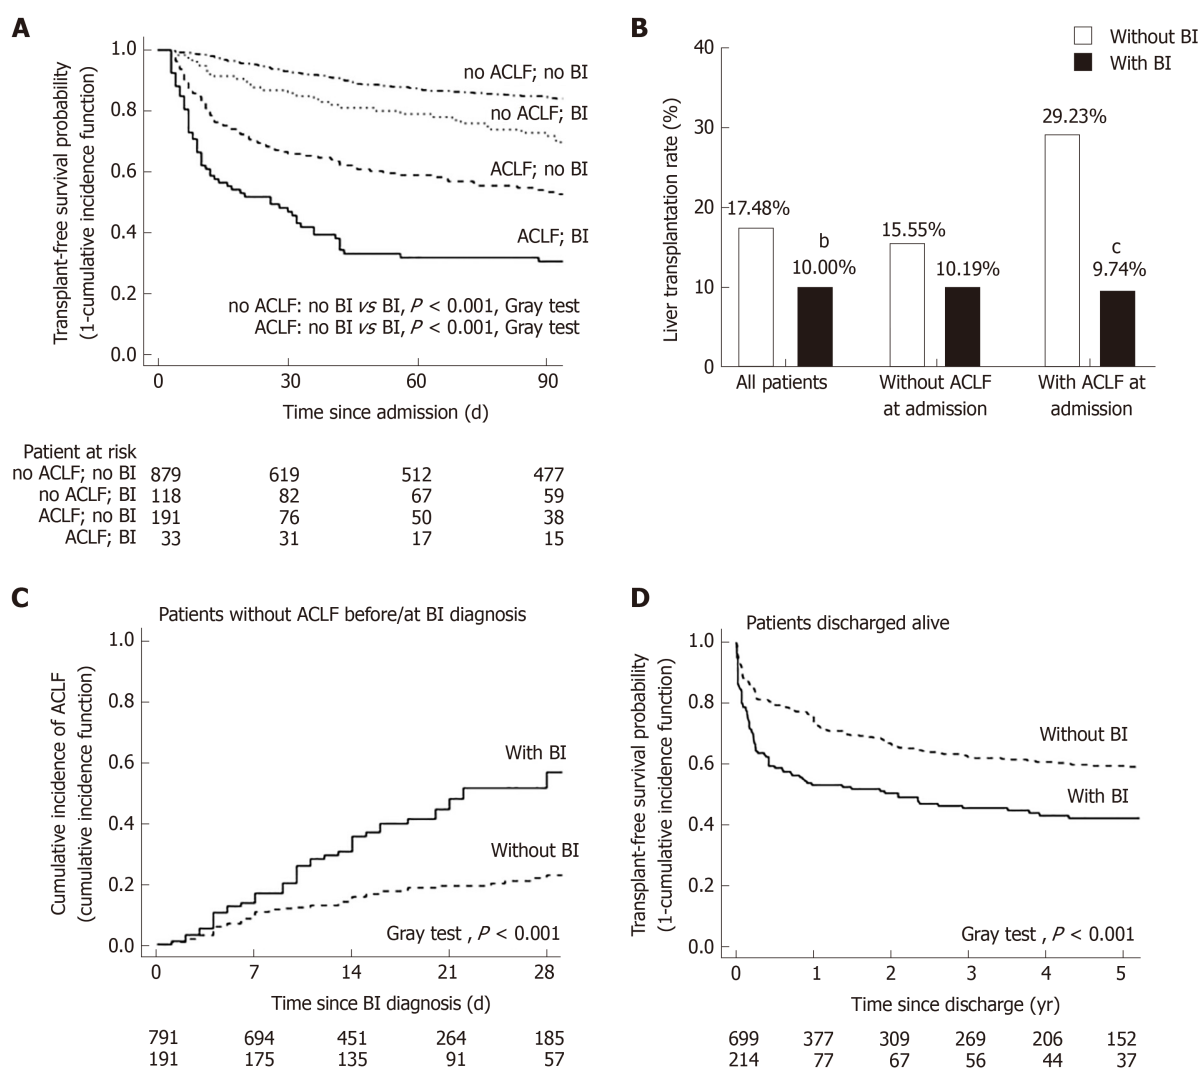 A
Transplant-free survival probability
(1-cumulative incidence function)
1.0
0.8
0.6
0.4
0.2
0.0
no ACLF; no BI
no ACLF; BI
ACLF; no BI
ACLF; BI
no ACLF: no BI vs BI, P < 0.001, Gray test
ACLF: no BI vs BI, P < 0.001, Gray test
0 30 60 90
Time since admission (d)
Patient at risk
no ACLF; no BI 879 619 512 477
no ACLF; BI 118 82 67 59
ACLF; no BI 191 76 50 38
ACLF; BI 33 31 17 15
B
Without BI
With BI
Liver transplantation rate (%)
40
30
20
10
0
17.48%
b
10.00%
15.55%
10.19%
29.23%
c
9.74%
All patients
Without ACLF
at admission
With ACLF at
admission
C
Patients without ACLF before/at BI diagnosis
Cumulative incidence of ACLF
(cumulative incidence function)
1.0
0.8
0.6
0.4
0.2
0.0
With BI
Without BI
Gray test , P < 0.001
0 7 14 21 28
Time since BI diagnosis (d)
791 694 451 264 185
191 175 135 91 57
D
Patients discharged alive
Transplant-free survival probability
(1-cumulative incidence function)
1.0
0.8
0.6
0.4
0.2
0.0
Without BI
With BI
Gray test , P < 0.001
0 1 2 3 4 5
Time since discharge (yr)
699 377 309 269 206 152
214 77 67 56 44 37